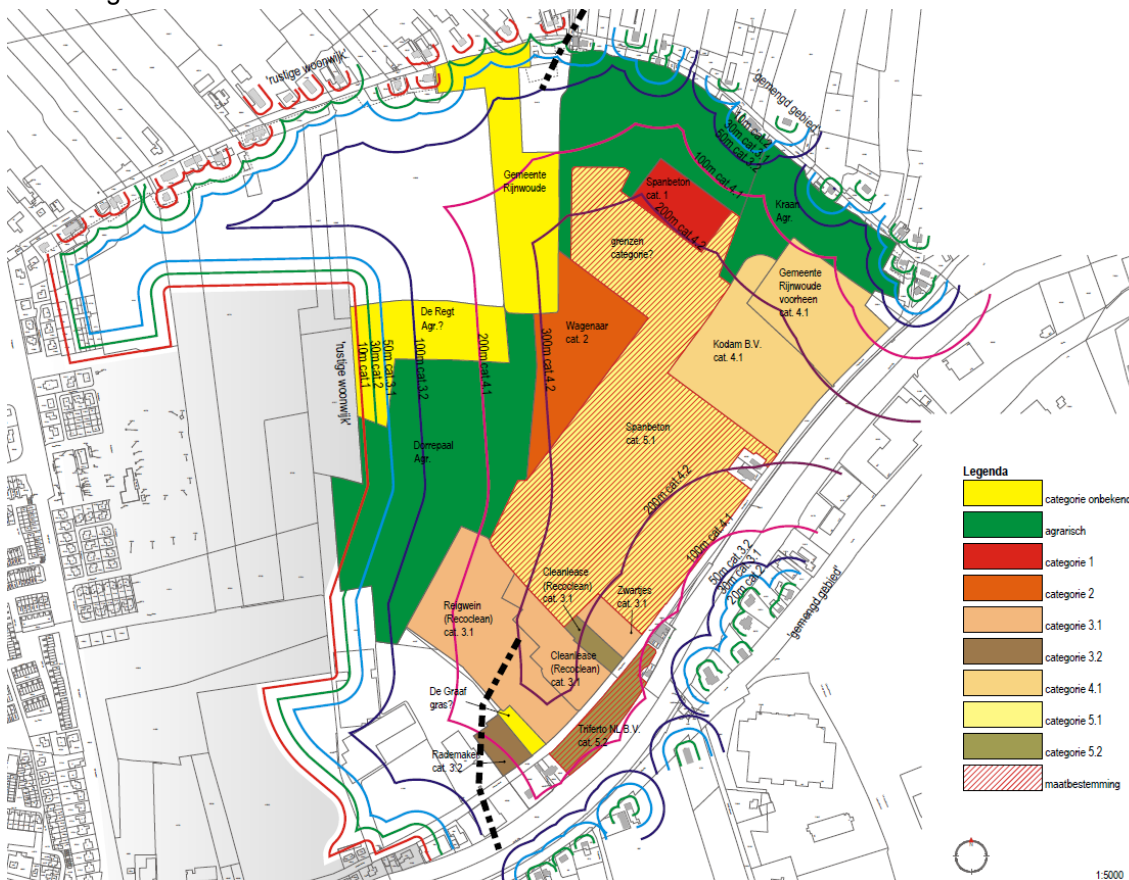 'rustige woonwijk'
'gemengd gebied'
10m cat.2
30m cat.3.1
50m cat.3.2
100m cat.4.1
Gemeente
Rijnwoude
Spanbeton
cat. 1
200m cat.4.2
Kraan
Agr.
grenzen
categorie?
Gemeente
Rijnwoude
voorheen
cat. 4.1
De Regt
Agr.?
Wagenaar
cat. 2
Kodam B.V.
cat. 4.1
'rustige woonwijk'
10m cat.1
30m cat.2
50m cat.3.1
100m cat.3.2
200m cat.4.1
300m cat.4.2
Dorrepaal
Agr.
Spanbeton
cat. 5.1
200m cat.4.2
100m cat.4.1
50m cat.3.2
30m cat.3.1
20m cat.2
'gemengd gebied'
Cleanlease
(Recoclean)
cat. 3.1
Zwartjes
cat. 3.1
Reigwein
(Recoclean)
cat. 3.1
Cleanlease
(Recoclean)
cat. 3.1
De Graaf
gras?
Triferto NL B.V.
cat. 5.2
Rademaker
cat. 3.2
Legenda
categorie onbekend
agrarisch
categorie 1
categorie 2
categorie 3.1
categorie 3.2
categorie 4.1
categorie 5.1
categorie 5.2
maatbestemming
1:5000